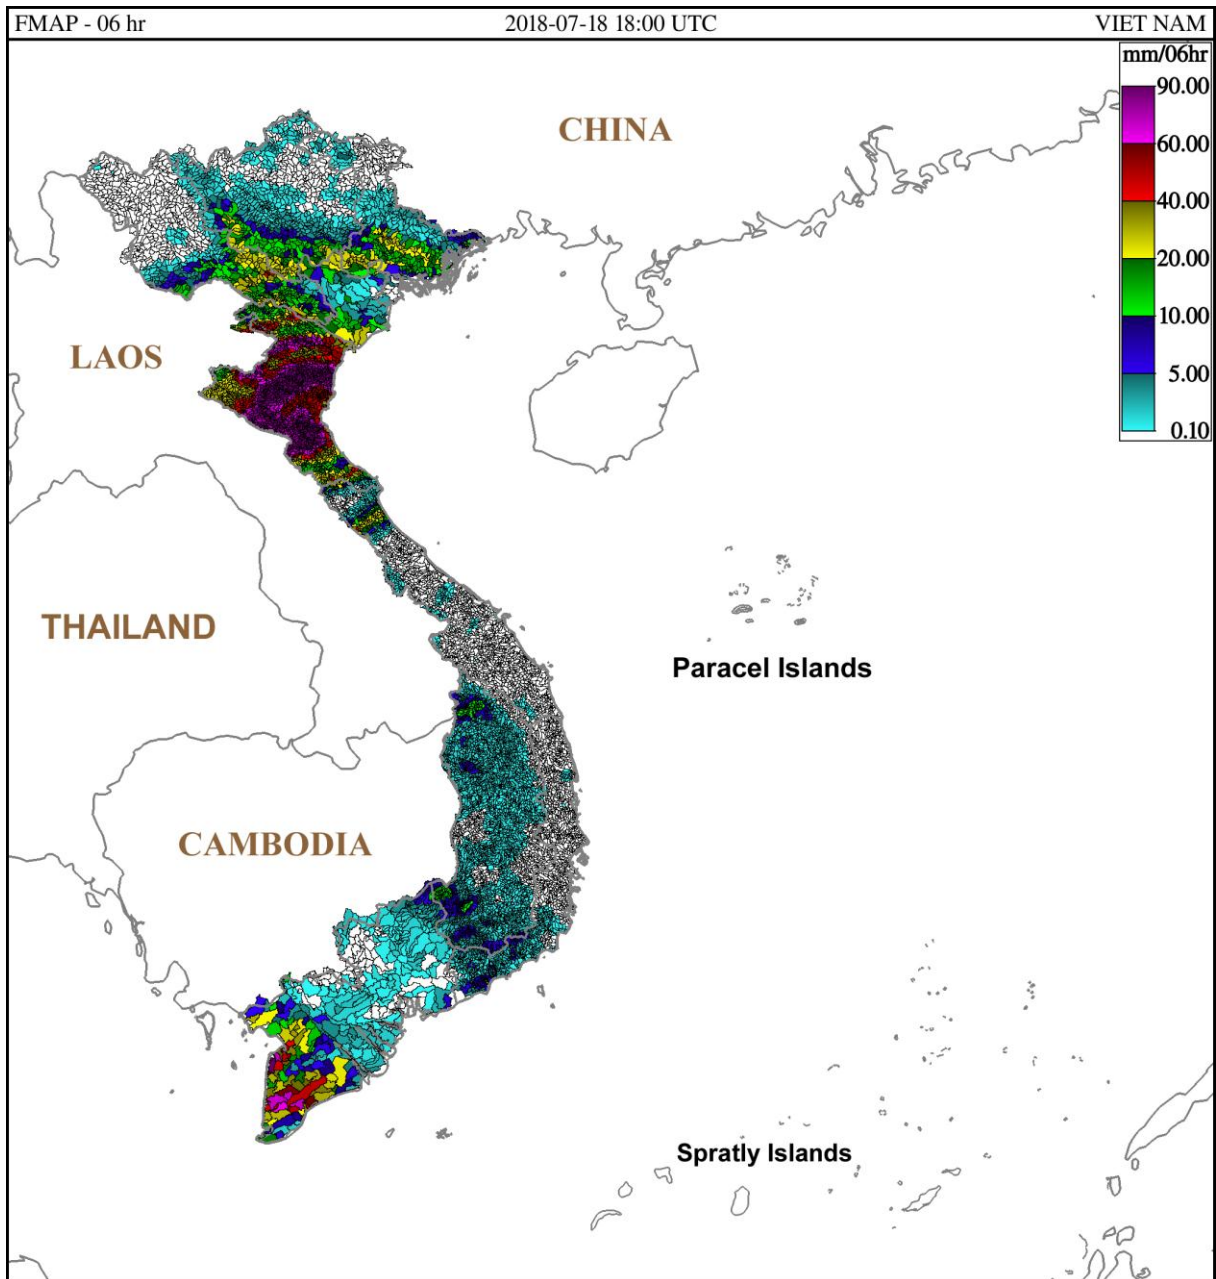 FMAP - 06 hr 2018-07-18 18:00 UTC VIET NAM
mm/06hr
90.00
60.00
40.00
20.00
10.00
5.00
0.10
CHINA
LAOS
THAILAND
Paracel Islands
CAMBODIA
Spratly Islands